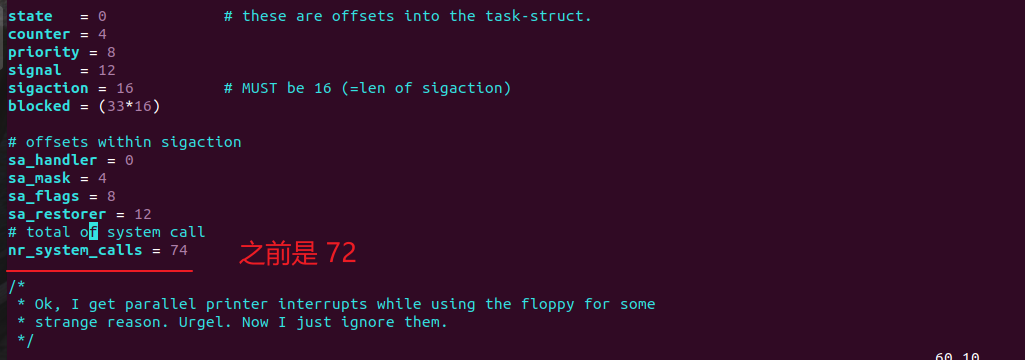 state   = 0             # these are offsets into the task-struct.
counter = 4
priority = 8
signal  = 12
sigaction = 16          # MUST be 16 (=len of sigaction)
blocked = (33*16)
# offsets within sigaction
sa_handler = 0
sa_mask = 4
sa_flags = 8
sa_restorer = 12
# total of system call
nr_system_calls = 74
之前是 72
/*
 * Ok, I get parallel printer interrupts while using the floppy for some
 * strange reason. Urgel. Now I just ignore them.
 */
60,10